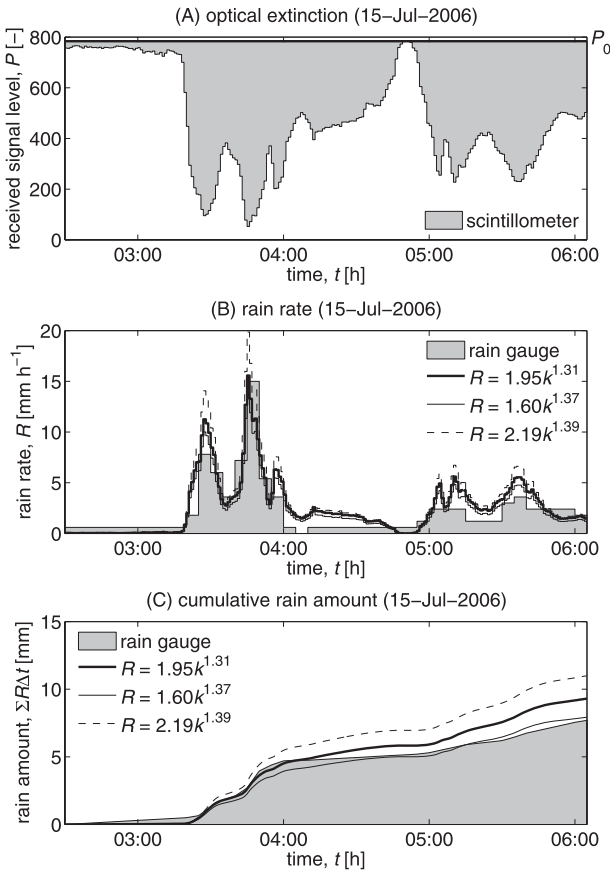 (A) optical extinction (15−Jul−2006)
received signal level, P [−]
800
600
400
200
0
P0
scintillometer
03:00 04:00 05:00 06:00
time, t [h]
(B) rain rate (15−Jul−2006)
rain rate, R [mm h−1]
20
15
10
5
0
rain gauge
R = 1.95k1.31
R = 1.60k1.37
R = 2.19k1.39
03:00 04:00 05:00 06:00
time, t [h]
(C) cumulative rain amount (15−Jul−2006)
rain amount, ΣRΔt [mm]
15
10
5
0
rain gauge
R = 1.95k1.31
R = 1.60k1.37
R = 2.19k1.39
03:00 04:00 05:00 06:00
time, t [h]